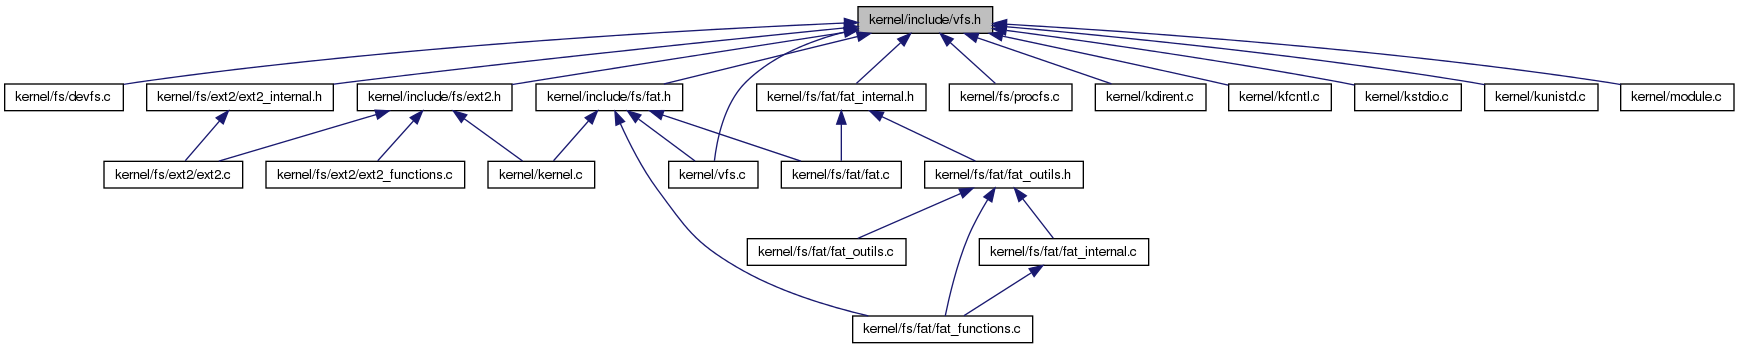 kernel/include/vfs.h
kernel/fs/devfs.c
kernel/fs/ext2/ext2_internal.h
kernel/include/fs/ext2.h
kernel/include/fs/fat.h
kernel/fs/fat/fat_internal.h
kernel/fs/procfs.c
kernel/kdirent.c
kernel/kfcntl.c
kernel/kstdio.c
kernel/kunistd.c
kernel/module.c
kernel/fs/ext2/ext2.c
kernel/fs/ext2/ext2_functions.c
kernel/kernel.c
kernel/vfs.c
kernel/fs/fat/fat.c
kernel/fs/fat/fat_outils.h
kernel/fs/fat/fat_outils.c
kernel/fs/fat/fat_internal.c
kernel/fs/fat/fat_functions.c